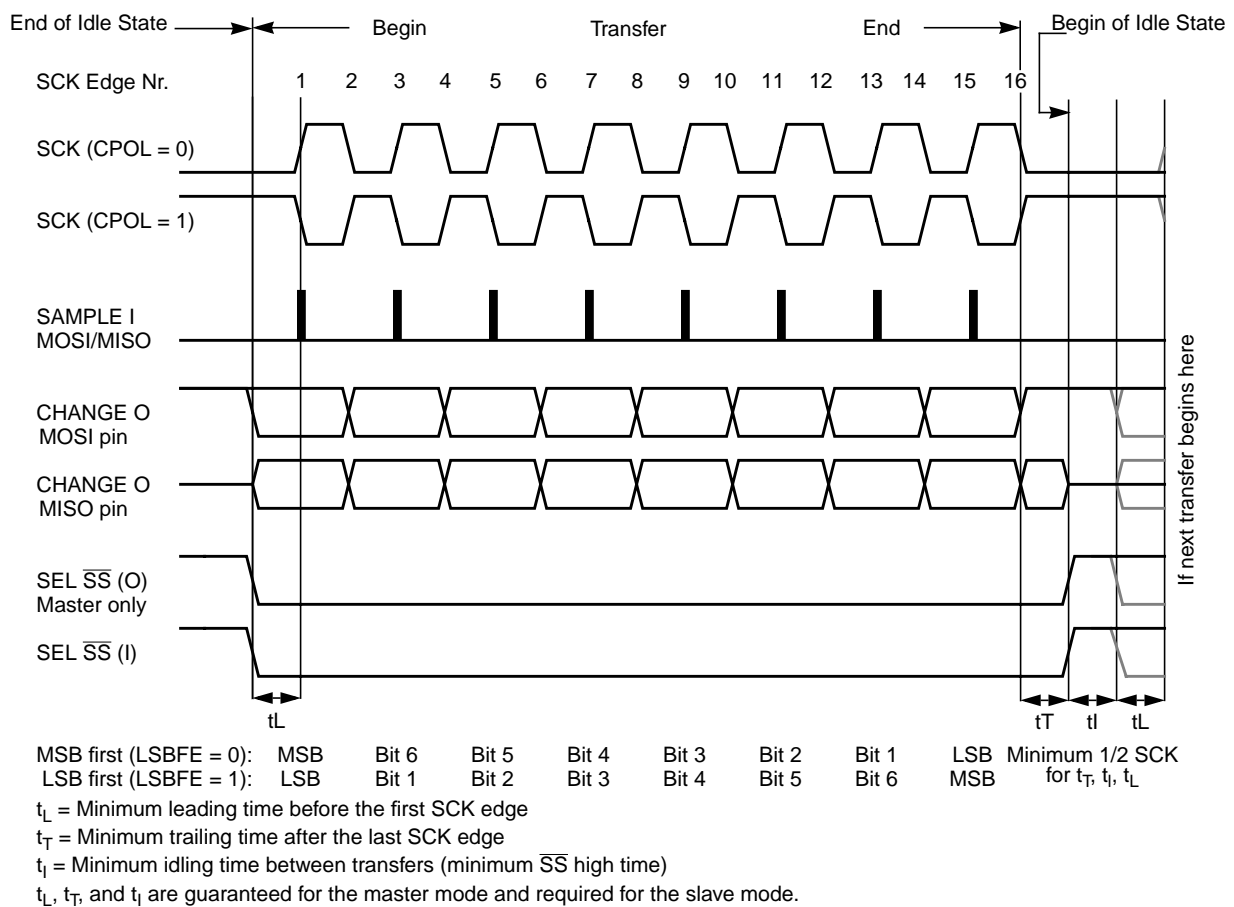 End of Idle State Begin Transfer End Begin of Idle State
SCK Edge Nr. 1 2 3 4 5 6 7 8 9 10 11 12 13 14 15 16
SCK (CPOL = 0)
SCK (CPOL = 1)
SAMPLE I
MOSI/MISO
CHANGE O
MOSI pin
CHANGE O
MISO pin
SEL S̅S̅ (O)
Master only
SEL S̅S̅ (I)
If next transfer begins here
tL tT tI tL
MSB first (LSBFE = 0): MSB Bit 6 Bit 5 Bit 4 Bit 3 Bit 2 Bit 1 LSB Minimum 1/2 SCK
LSB first (LSBFE = 1): LSB Bit 1 Bit 2 Bit 3 Bit 4 Bit 5 Bit 6 MSB for tT, tI, tL
tL = Minimum leading time before the first SCK edge
tT = Minimum trailing time after the last SCK edge
tI = Minimum idling time between transfers (minimum S̅S̅ high time)
tL, tT, and tI are guaranteed for the master mode and required for the slave mode.